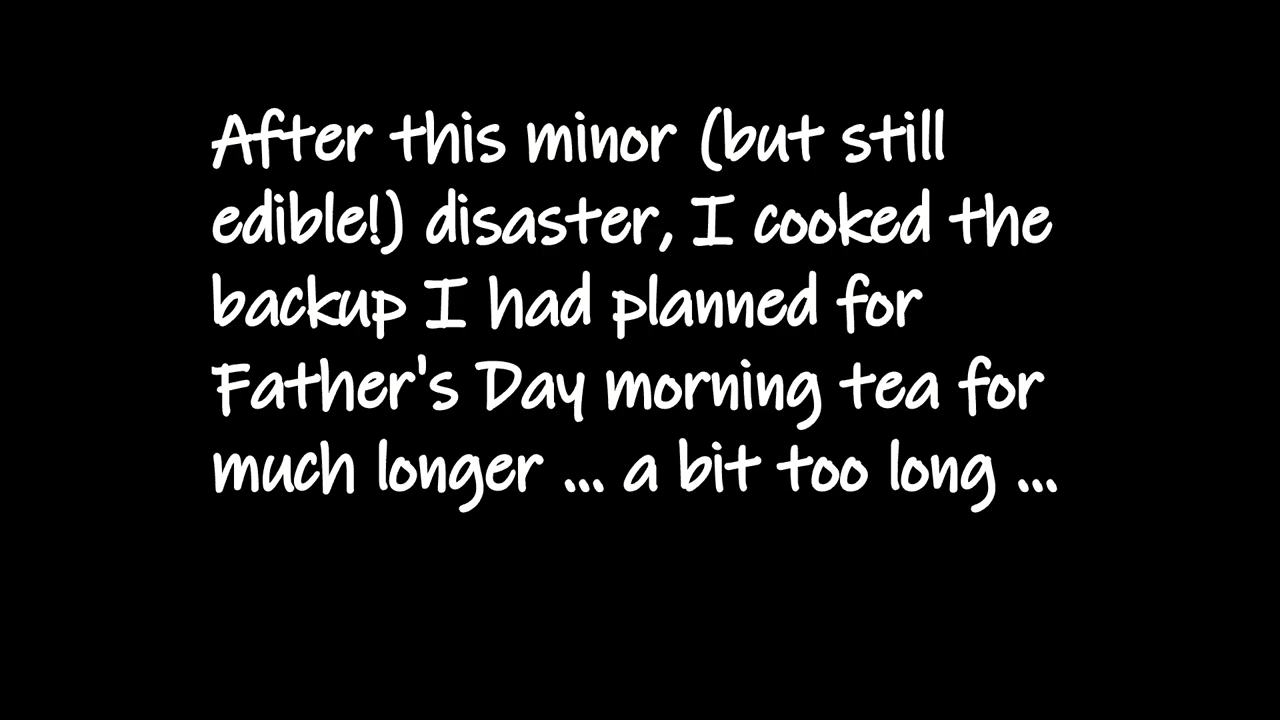 After this minor (but still
edible!) disaster, I cooked the
backup I had planned for
Father's Day morning tea for
much longer ... a bit too long ...